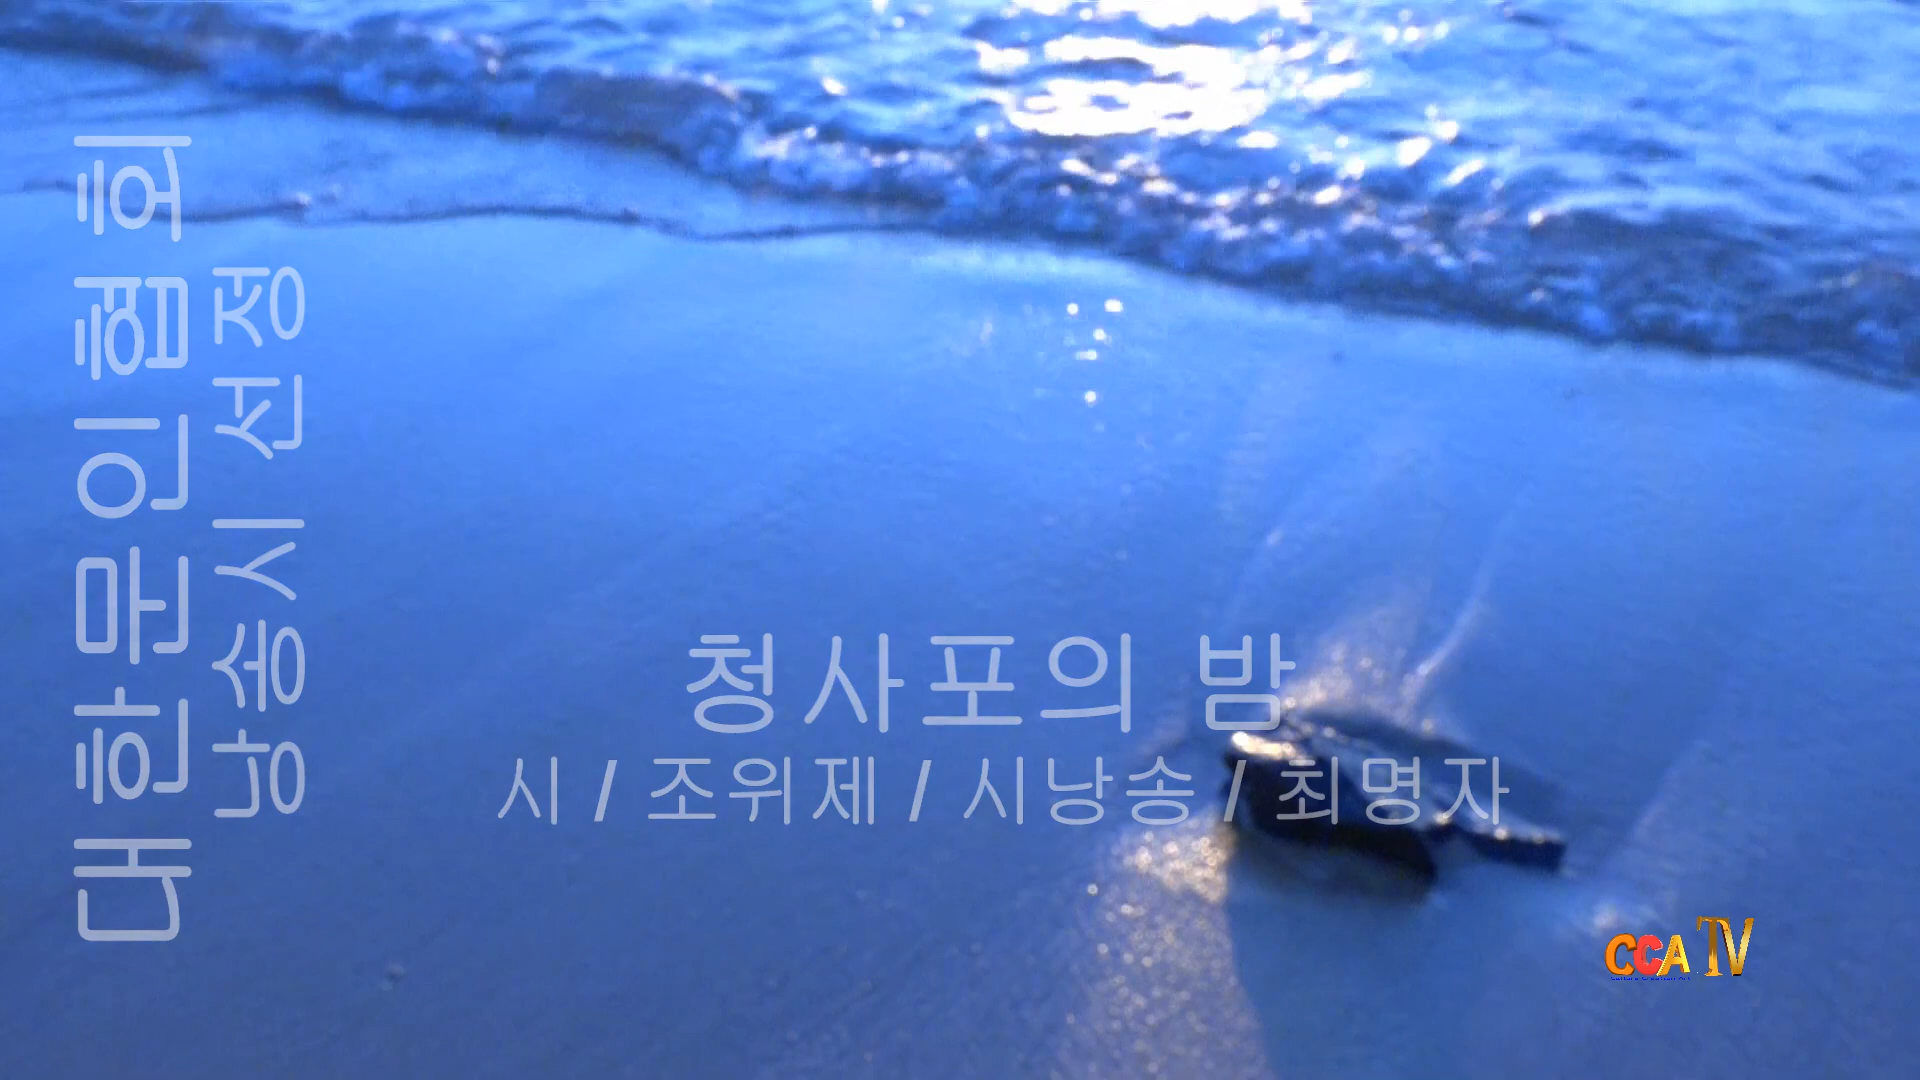 대한문인협회
낭송시 선정
청사포의 밤
시 / 조위제 / 시낭송 / 최명자
CCA TV